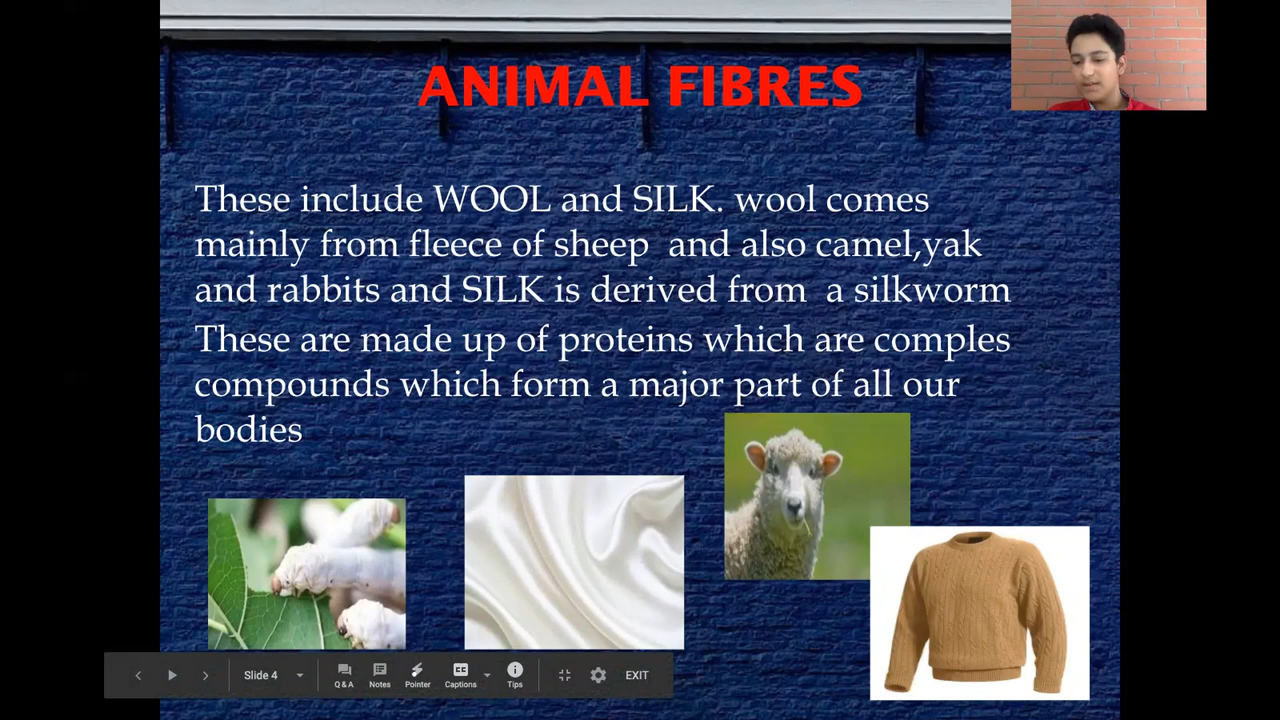 ANIMAL FIBRES
These include WOOL and SILK. wool comes
mainly from fleece of sheep  and also camel,yak
and rabbits and SILK is derived from  a silkworm
These are made up of proteins which are comples
compounds which form a major part of all our
bodies
Slide 4
Q & A
Notes
Pointer
Captions
Tips
EXIT